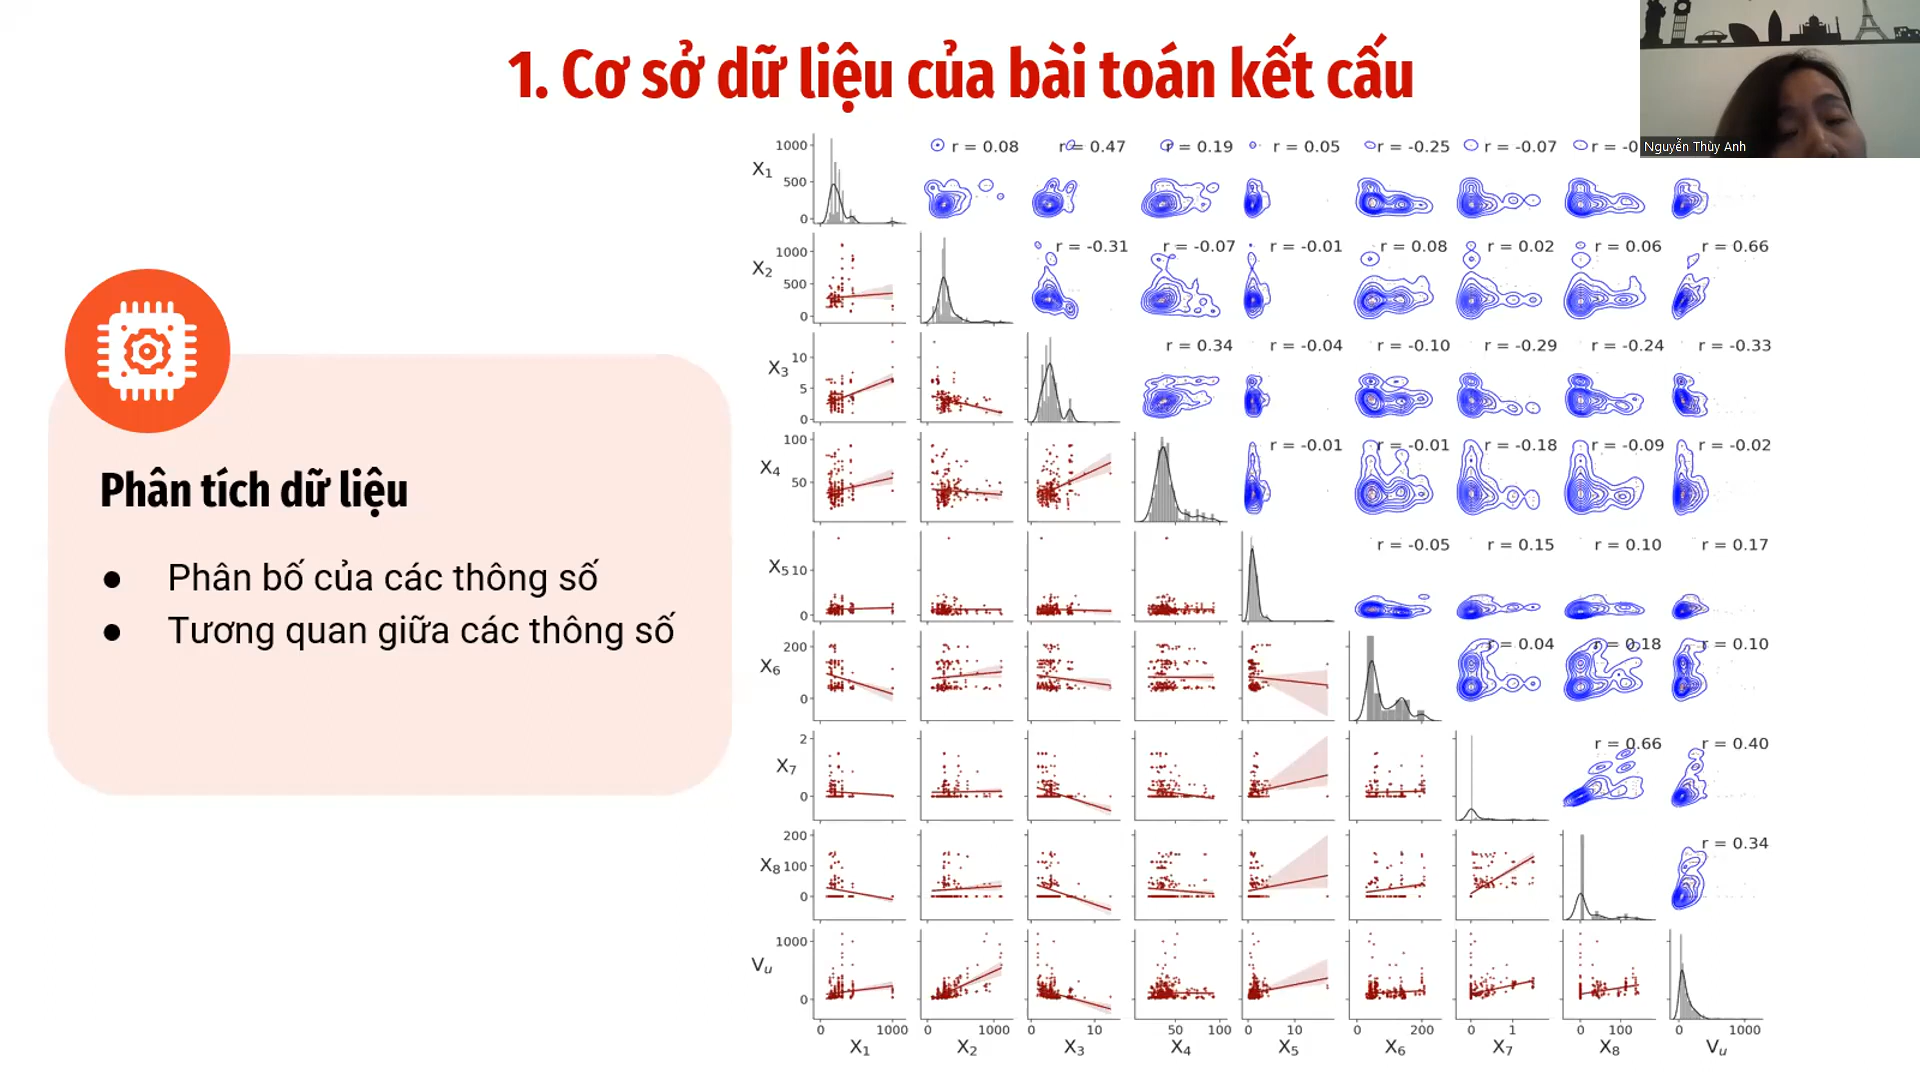 1. Cơ sở dữ liệu của bài toán kết cấu
Nguyễn Thùy Anh
Phân tích dữ liệu
● Phân bố của các thông số
● Tương quan giữa các thông số
X1 1000 500 0 r = 0.08 r = 0.47 r = 0.19 r = 0.05 r = -0.25 r = -0.07 r = -0
X2 1000 500 0 r = -0.31 r = -0.07 r = -0.01 r = 0.08 r = 0.02 r = 0.06 r = 0.66
X3 10 5 0 r = 0.34 r = -0.04 r = -0.10 r = -0.29 r = -0.24 r = -0.33
X4 100 50 r = -0.01 r = -0.01 r = -0.18 r = -0.09 r = -0.02
X5 10 0 r = -0.05 r = 0.15 r = 0.10 r = 0.17
X6 200 0 r = 0.04 r = 0.18 r = 0.10
X7 2 1 0 r = 0.66 r = 0.40
X8 200 100 0 r = 0.34
Vu 1000 0
0 1000 0 1000 0 10 50 100 0 10 0 200 0 1 0 100 0 1000
X1 X2 X3 X4 X5 X6 X7 X8 Vu